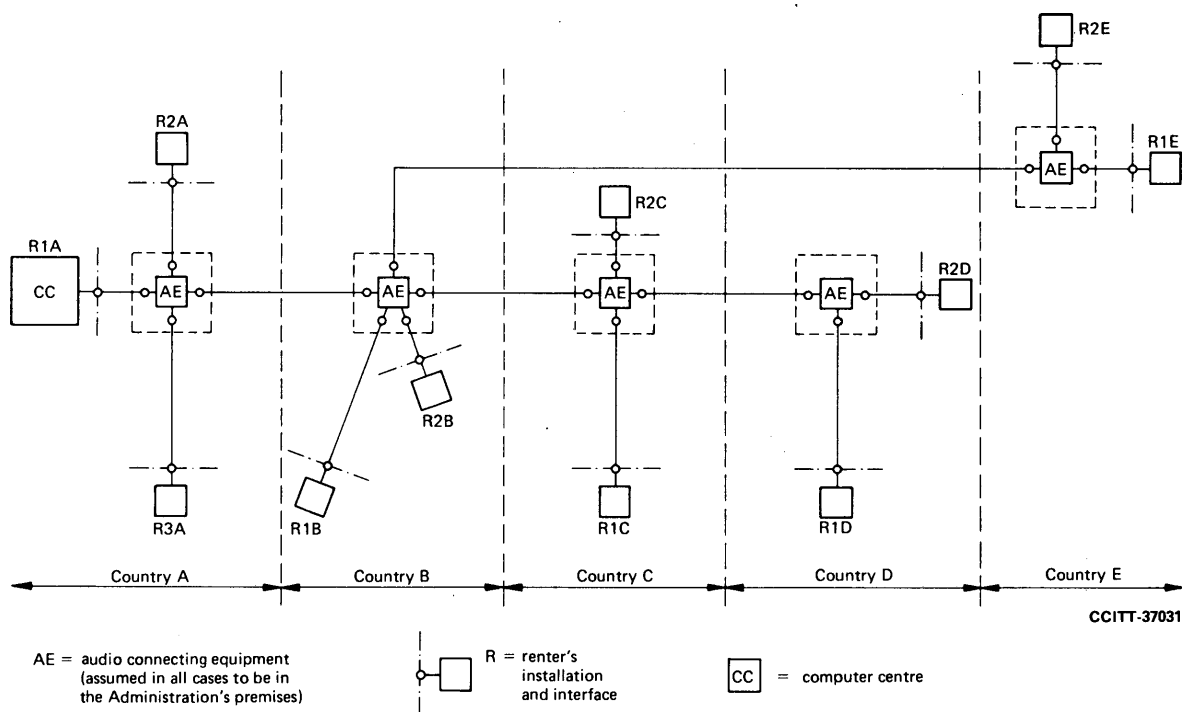 R2E
R2A
R1E
AE
R2C
R1A
R2D
CC
AE
AE
AE
AE
R2B
R3A
R1B
R1C
R1D
Country A
Country B
Country C
Country D
Country E
CCITT-37031
AE = audio connecting equipment
(assumed in all cases to be in
the Administration's premises)
R = renter's
installation
and interface
CC = computer centre